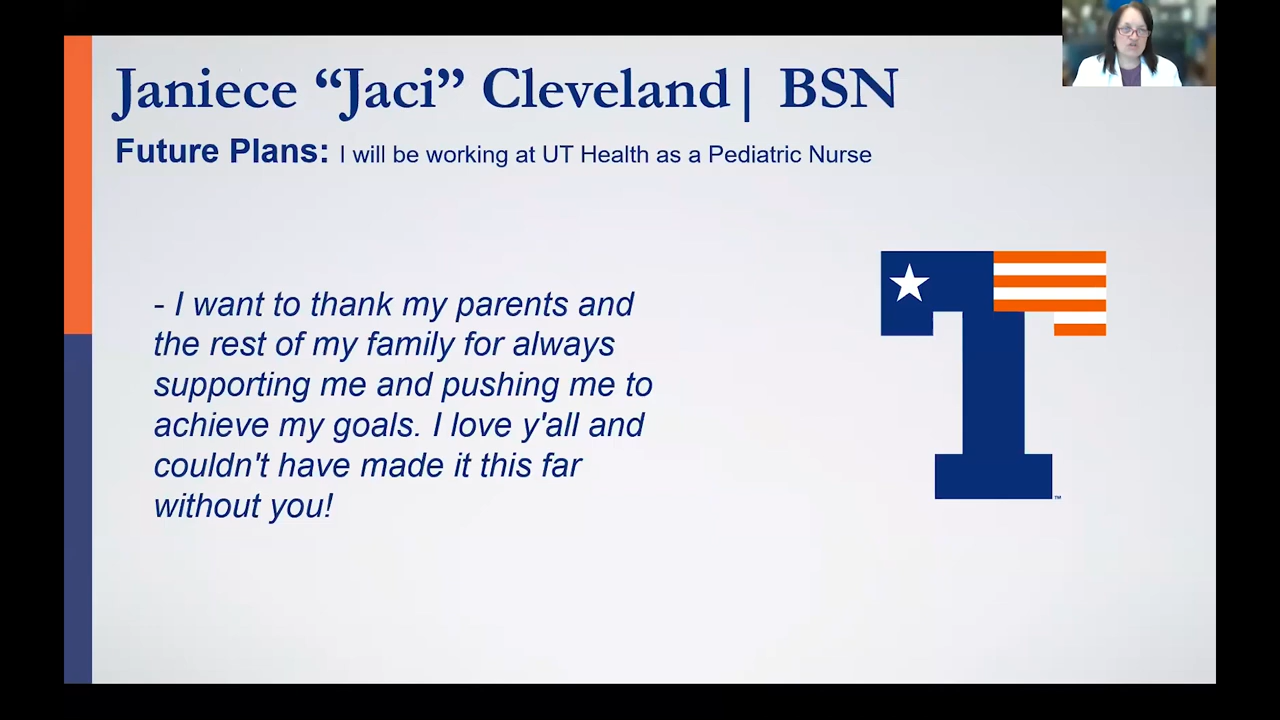 Janiece “Jaci” Cleveland| BSN
Future Plans: I will be working at UT Health as a Pediatric Nurse
- I want to thank my parents and
the rest of my family for always
supporting me and pushing me to
achieve my goals. I love y'all and
couldn't have made it this far
without you!
T
™